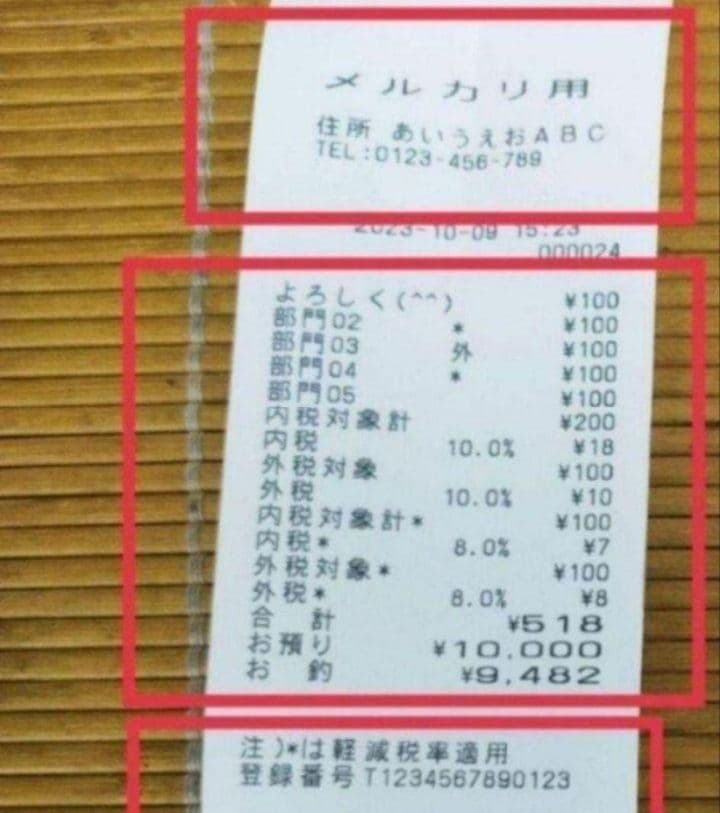 メルカリ用
住所 あいうえおABC
TEL:0123-456-789
2023-10-09 15:23
000024
よろしく(^^) ¥100
部門02 * ¥100
部門03 外 ¥100
部門04 * ¥100
部門05 ¥100
内税対象計 ¥200
内税 10.0% ¥18
外税対象 ¥100
外税 10.0% ¥10
内税対象計* ¥100
内税* 8.0% ¥7
外税対象* ¥100
外税* 8.0% ¥8
合 計 ¥518
お預り ¥10,000
お 釣 ¥9,482
注)*は軽減税率適用
登録番号 T1234567890123